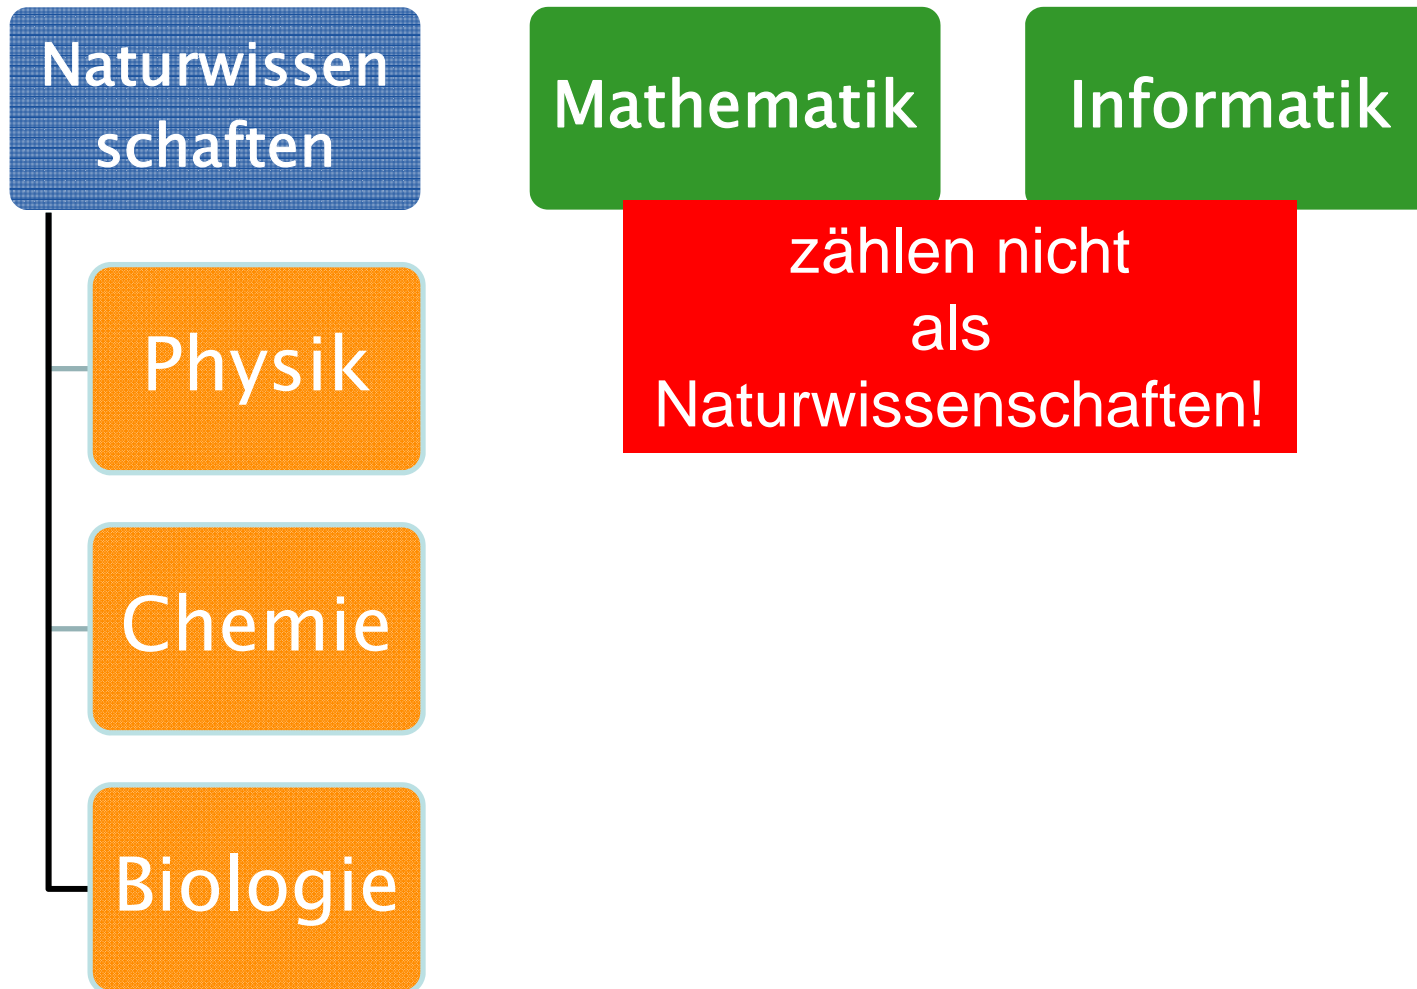 Naturwissen
schaften
Mathematik
Informatik
zählen nicht
als
Naturwissenschaften!
Physik
Chemie
Biologie